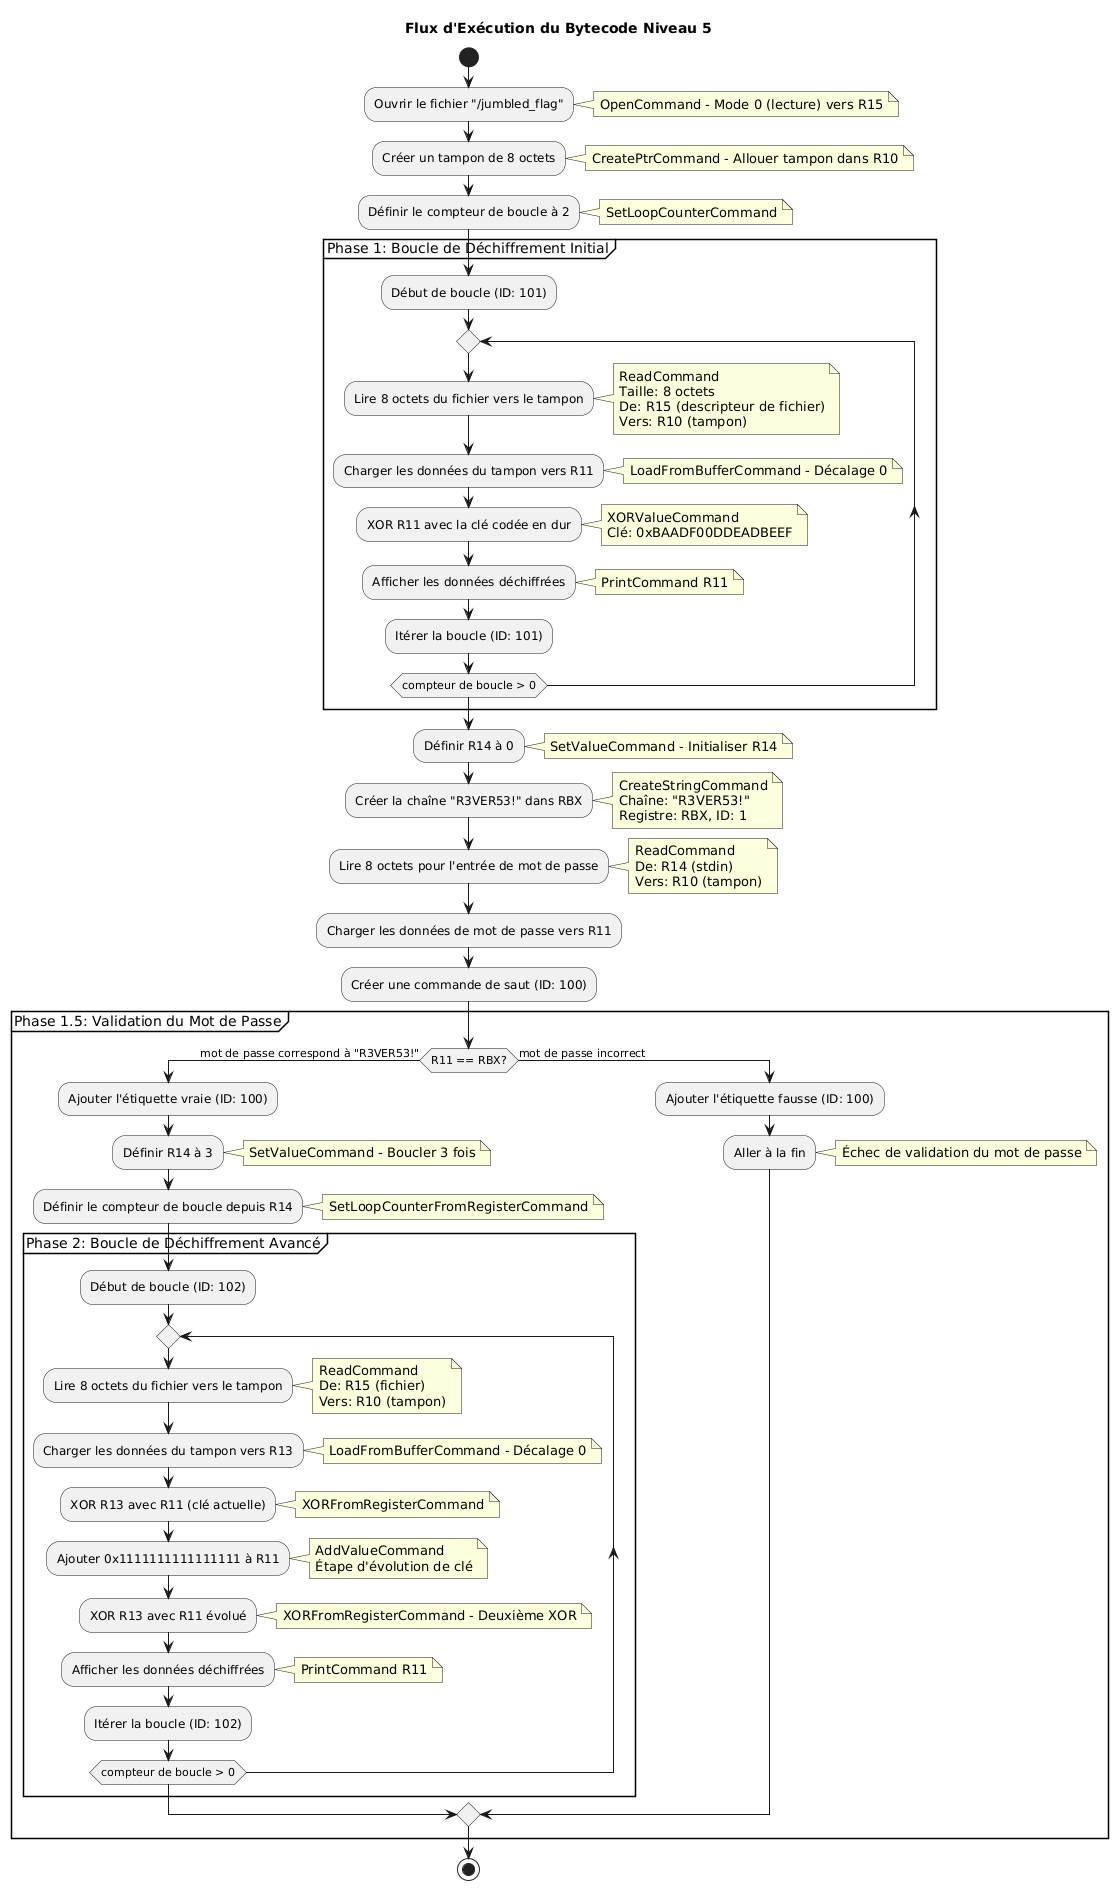 Flux d'Exécution du Bytecode Niveau 5
Ouvrir le fichier "/jumbled_flag"
OpenCommand - Mode 0 (lecture) vers R15
Créer un tampon de 8 octets
CreatePtrCommand - Allouer tampon dans R10
Définir le compteur de boucle à 2
SetLoopCounterCommand
Phase 1: Boucle de Déchiffrement Initial
Début de boucle (ID: 101)
Lire 8 octets du fichier vers le tampon
ReadCommand
Taille: 8 octets
De: R15 (descripteur de fichier)
Vers: R10 (tampon)
Charger les données du tampon vers R11
LoadFromBufferCommand - Décalage 0
XOR R11 avec la clé codée en dur
XORValueCommand
Clé: 0xBAADF00DDEADBEEF
Afficher les données déchiffrées
PrintCommand R11
Itérer la boucle (ID: 101)
compteur de boucle > 0
Définir R14 à 0
SetValueCommand - Initialiser R14
Créer la chaîne "R3VER53!" dans RBX
CreateStringCommand
Chaîne: "R3VER53!"
Registre: RBX, ID: 1
Lire 8 octets pour l'entrée de mot de passe
ReadCommand
De: R14 (stdin)
Vers: R10 (tampon)
Charger les données de mot de passe vers R11
Créer une commande de saut (ID: 100)
Phase 1.5: Validation du Mot de Passe
mot de passe correspond à "R3VER53!"
R11 == RBX?
mot de passe incorrect
Ajouter l'étiquette vraie (ID: 100)
Ajouter l'étiquette fausse (ID: 100)
Définir R14 à 3
SetValueCommand - Boucler 3 fois
Aller à la fin
Échec de validation du mot de passe
Définir le compteur de boucle depuis R14
SetLoopCounterFromRegisterCommand
Phase 2: Boucle de Déchiffrement Avancé
Début de boucle (ID: 102)
Lire 8 octets du fichier vers le tampon
ReadCommand
De: R15 (fichier)
Vers: R10 (tampon)
Charger les données du tampon vers R13
LoadFromBufferCommand - Décalage 0
XOR R13 avec R11 (clé actuelle)
XORFromRegisterCommand
Ajouter 0x1111111111111111 à R11
AddValueCommand
Étape d'évolution de clé
XOR R13 avec R11 évolué
XORFromRegisterCommand - Deuxième XOR
Afficher les données déchiffrées
PrintCommand R11
Itérer la boucle (ID: 102)
compteur de boucle > 0